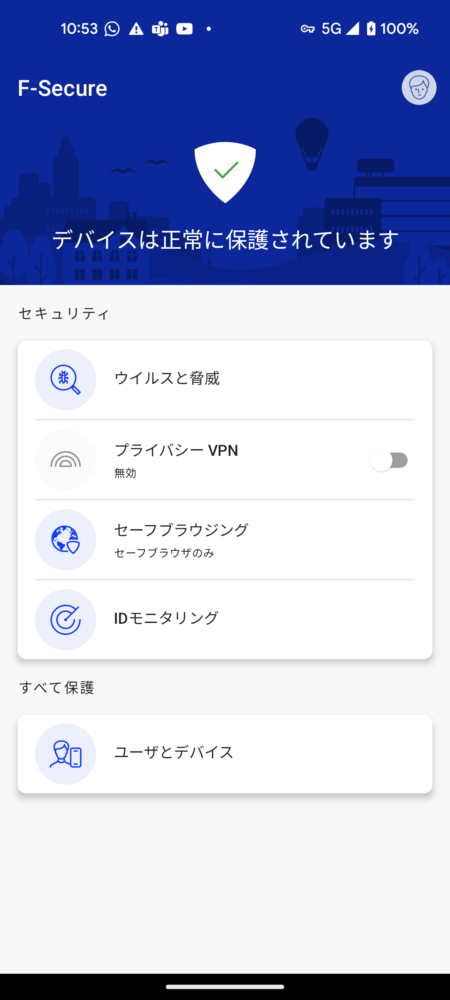 10:53 5G 100%
F-Secure
デバイスは正常に保護されています
セキュリティ
ウイルスと脅威
プライバシー VPN
無効
セーフブラウジング
セーフブラウザのみ
IDモニタリング
すべて保護
ユーザとデバイス